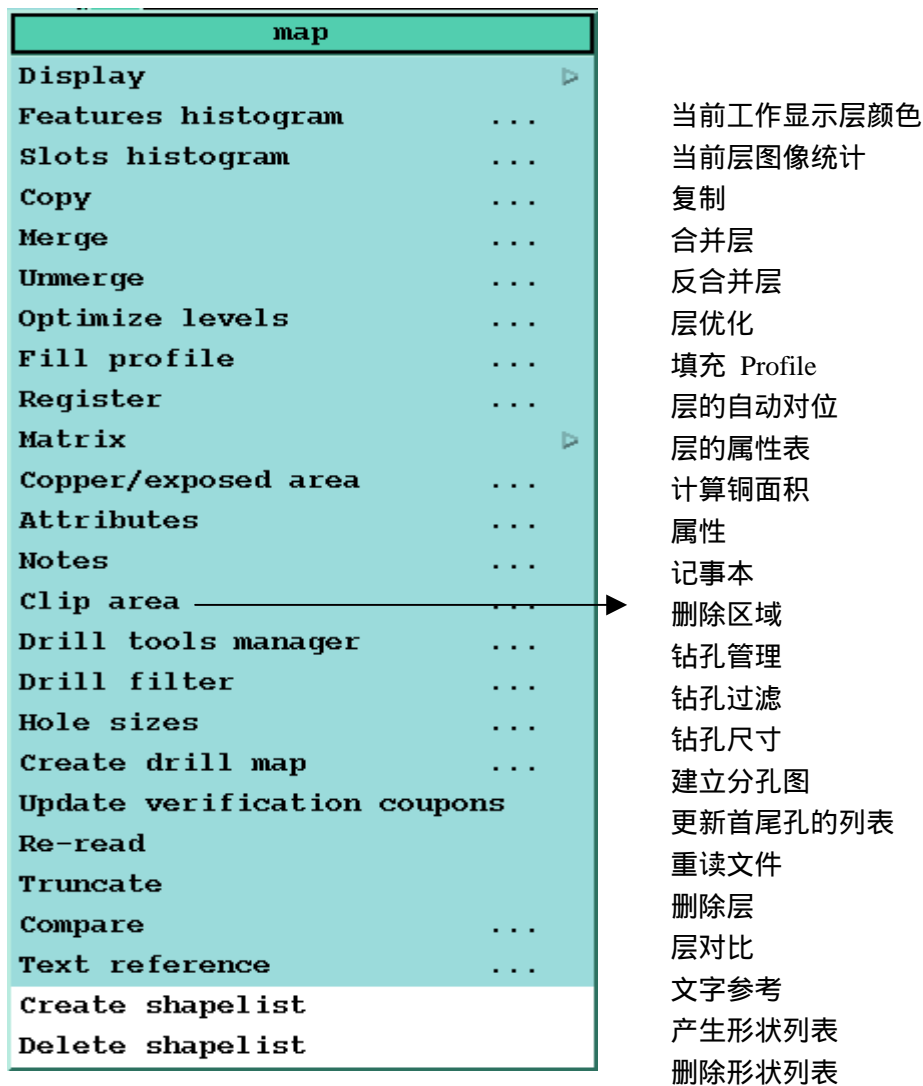 map
Display
Features histogram ...
Slots histogram ...
Copy ...
Merge ...
Unmerge ...
Optimize levels ...
Fill profile ...
Register ...
Matrix
Copper/exposed area ...
Attributes ...
Notes ...
Clip area ...
Drill tools manager ...
Drill filter ...
Hole sizes ...
Create drill map ...
Update verification coupons
Re-read
Truncate
Compare ...
Text reference ...
Create shapelist
Delete shapelist
当前工作显示层颜色
当前层图像统计
复制
合并层
反合并层
层优化
填充 Profile
层的自动对位
层的属性表
计算铜面积
属性
记事本
删除区域
钻孔管理
钻孔过滤
钻孔尺寸
建立分孔图
更新首尾孔的列表
重读文件
删除层
层对比
文字参考
产生形状列表
删除形状列表